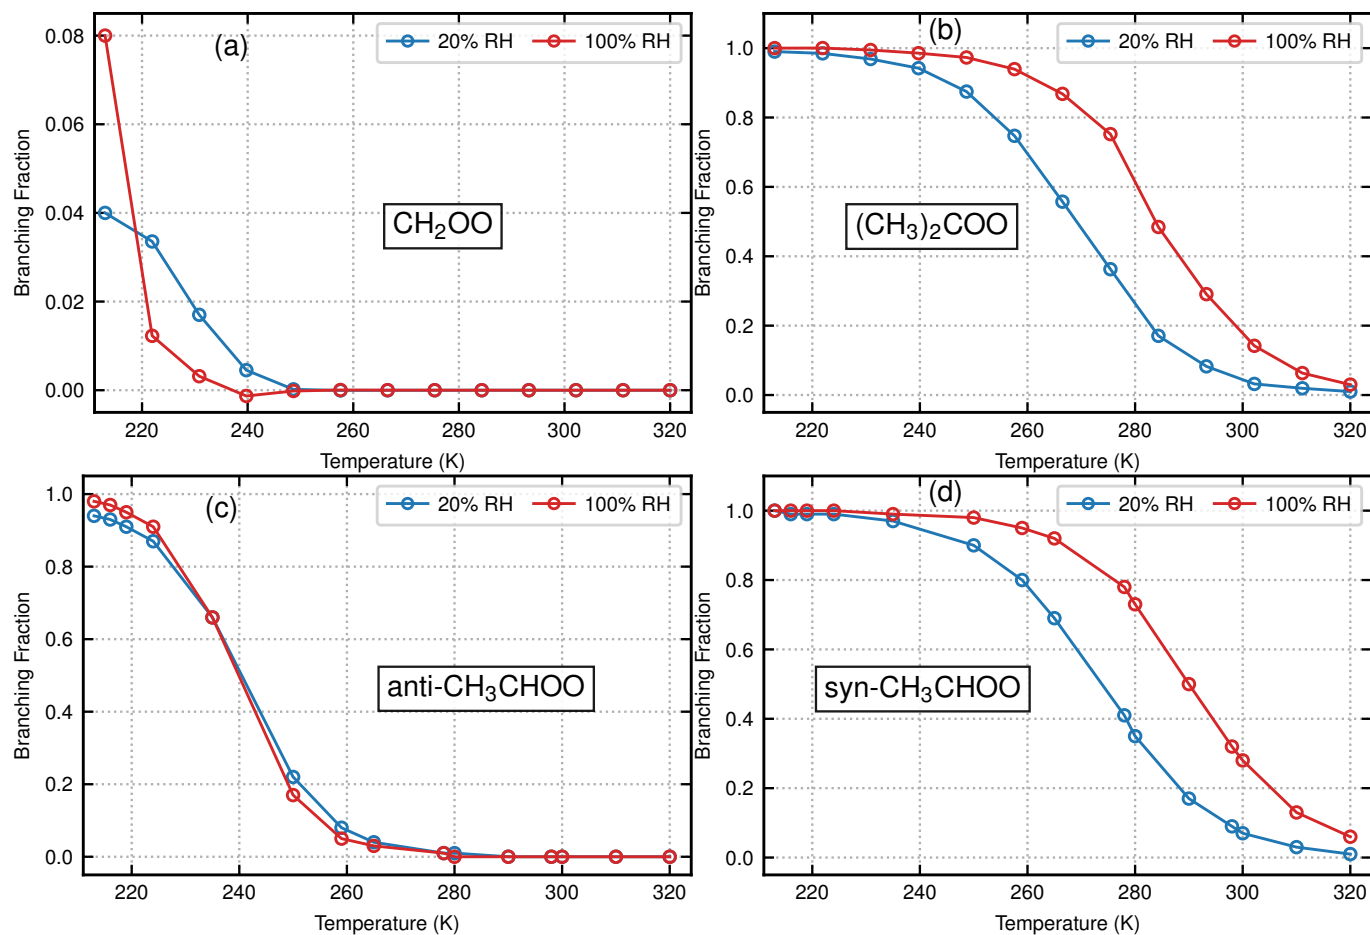 (a)
20% RH
100% RH
0.08
0.06
0.04
0.02
0.00
Branching Fraction
CH₂OO
220
240
260
280
300
320
Temperature (K)
(b)
20% RH
100% RH
1.0
0.8
0.6
0.4
0.2
0.0
Branching Fraction
(CH₃)₂COO
220
240
260
280
300
320
Temperature (K)
(c)
20% RH
100% RH
1.0
0.8
0.6
0.4
0.2
0.0
Branching Fraction
anti-CH₃CHOO
220
240
260
280
300
320
Temperature (K)
(d)
20% RH
100% RH
1.0
0.8
0.6
0.4
0.2
0.0
Branching Fraction
syn-CH₃CHOO
220
240
260
280
300
320
Temperature (K)